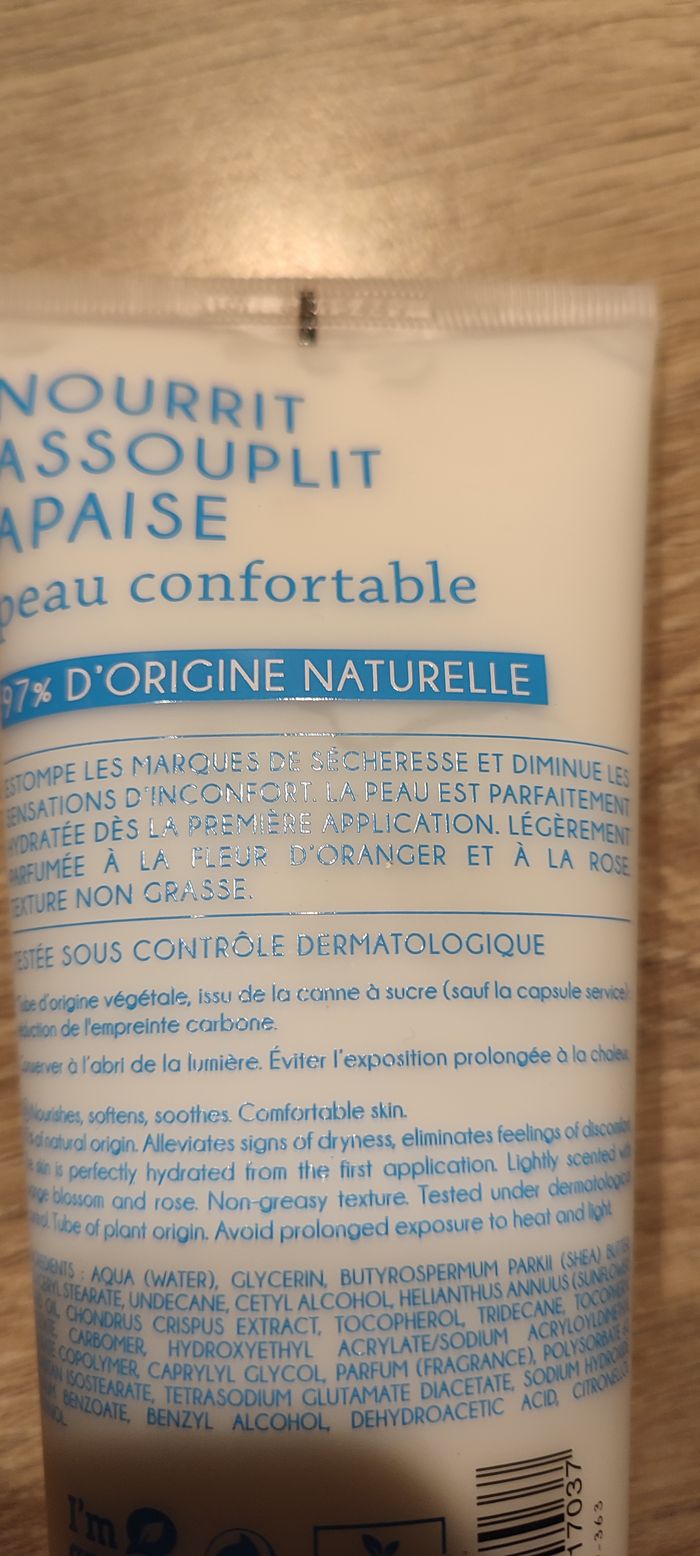 NOURRIT
ASSOUPLIT
APAISE
peau confortable
97% D'ORIGINE NATURELLE
ESTOMPE LES MARQUES DE SÉCHERESSE ET DIMINUE LES
SENSATIONS D'INCONFORT. LA PEAU EST PARFAITEMENT
HYDRATÉE DÈS LA PREMIÈRE APPLICATION. LÉGÈREMENT
PARFUMÉE À LA FLEUR D'ORANGER ET À LA ROSE.
TEXTURE NON GRASSE.
TESTÉE SOUS CONTRÔLE DERMATOLOGIQUE
Tube d'origine végétale, issu de la canne à sucre (sauf la capsule service)
de l'empreinte carbone.
à l'abri de la lumière. Éviter l'exposition prolongée à la chaleur.
Nourishes, softens, soothes. Comfortable skin.
natural origin. Alleviates signs of dryness, eliminates feelings of
skin is perfectly hydrated from the first application. Lightly scented with
blossom and rose. Non-greasy texture. Tested under
Tube of plant origin. Avoid prolonged exposure to heat and light.
: AQUA (WATER), GLYCERIN, BUTYROSPERMUM PARKII (SHEA) BUTTER,
STEARATE, UNDECANE, CETYL ALCOHOL, HELIANTHUS ANNUUS
OIL, CHONDRUS CRISPUS EXTRACT, TOCOPHEROL, TRIDECANE,
CARBOMER, HYDROXYETHYL ACRYLATE/SODIUM
COPOLYMER, CAPRYLYL GLYCOL, PARFUM (FRAGRANCE),
ISOSTEARATE, TETRASODIUM GLUTAMATE DIACETATE, SODIUM
BENZOATE, BENZYL ALCOHOL, DEHYDROACETIC ACID,
I'm
17037
-363